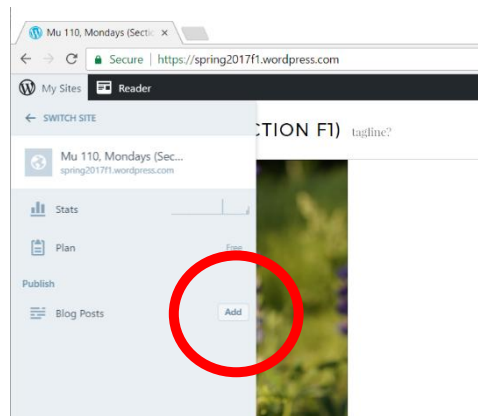 Mu 110, Mondays (Sectio
Secure | https://spring2017f1.wordpress.com
My Sites Reader
SWITCH SITE
CTION F1) tagline?
Mu 110, Mondays (Sec...
spring2017f1.wordpress.com
Stats
Plan Free
Publish
Blog Posts Add